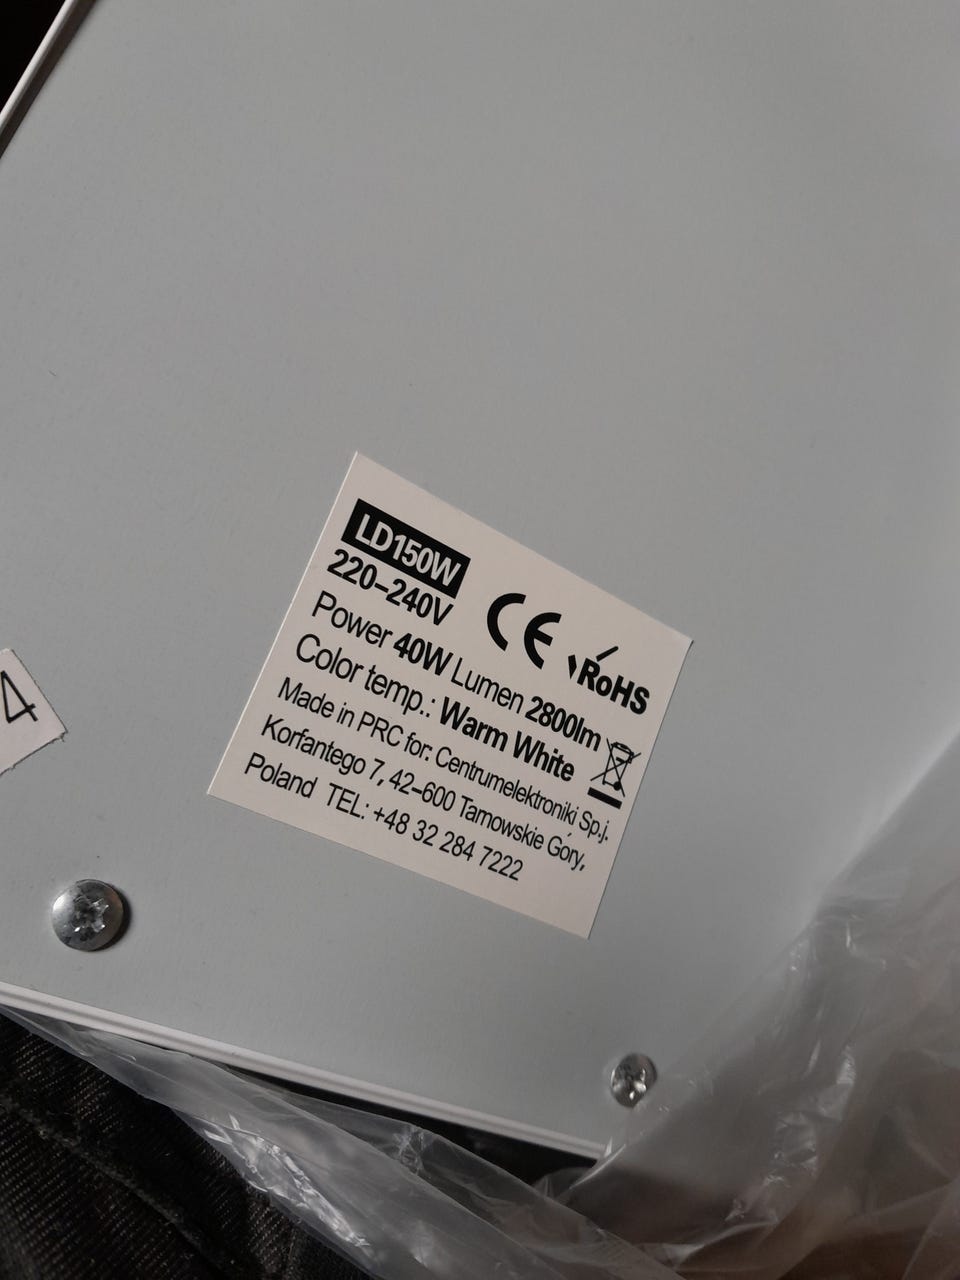 LD150W
220-240V
CE
RoHS
Power 40W Lumen 2800lm
Color temp.: Warm White
Made in PRC for: Centrumelektroniki Sp.j.
Korfantego 7, 42-600 Tarnowskie Góry,
Poland TEL: +48 32 284 7222
4